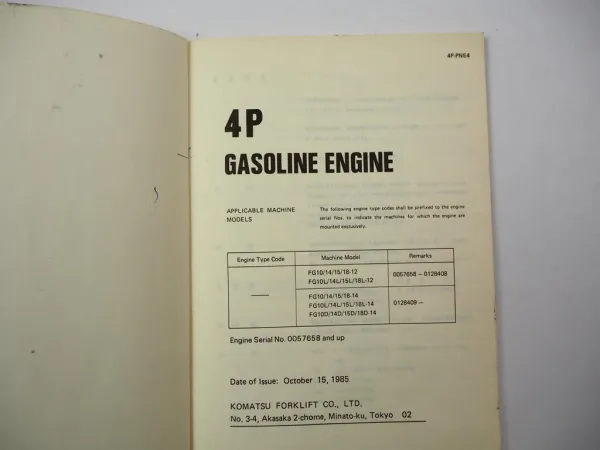 4P-PNE4
4P
GASOLINE ENGINE
APPLICABLE MACHINE MODELS
The following engine type codes shall be prefixed to the engine
serial Nos. to indicate the machines for which the engine are
mounted explusively.
Engine Type Code Machine Model Remarks
FG10/14/15/18-12
FG10L/14L/15L/18L-12
0057658 – 0128408
—
FG10/14/15/18-14
FG10L/14L/15L/18L-14
FG10D/14D/15D/18D-14
0128409 –
Engine Serial No. 0057658 and up
Date of Issue: October 15, 1985
KOMATSU FORKLIFT CO., LTD.
No. 3-4, Akasaka 2-chome, Minato-ku, Tokyo 02